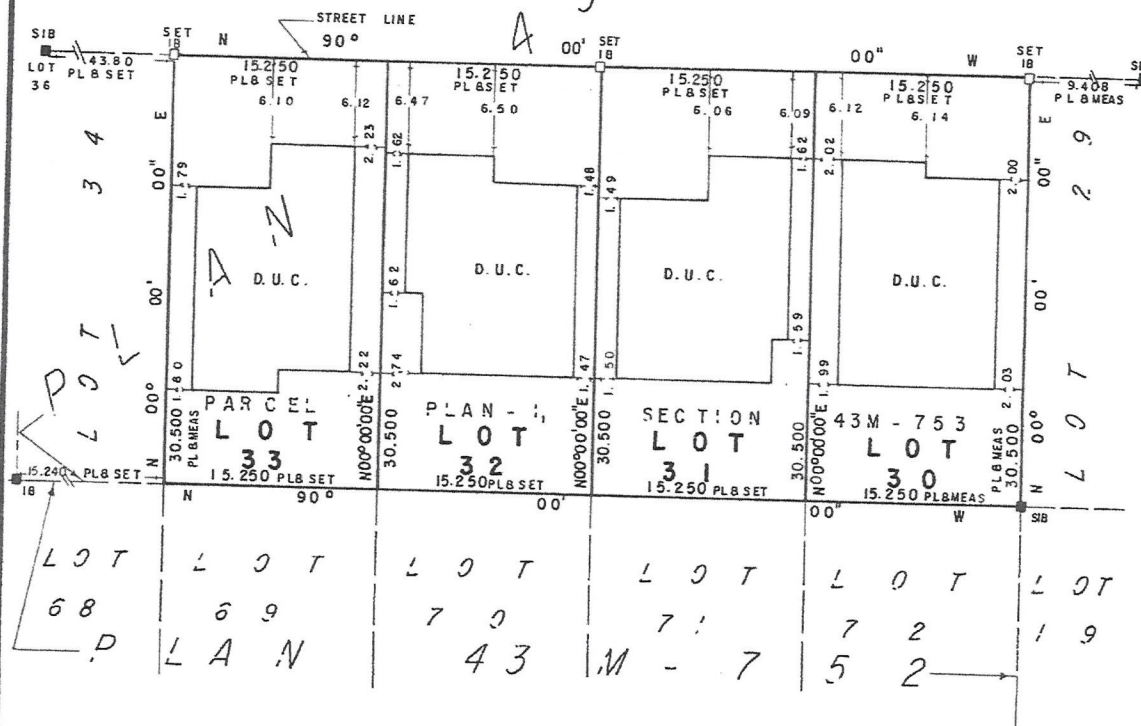 STREET LINE
SIB
SET
IB
N
90°
4
00'
SET
IB
00"
W
SET
IB
43.80
PL & SET
LOT
36
15.250
PL & SET
15.250
PL & SET
15.250
PL & SET
15.250
PL & SET
9.408
PL & MEAS
6.10
6.12
6.47
6.50
6.06
6.09
6.12
6.14
LOT 34
00"
E
1.79
2.23
1.62
1.48
1.49
1.62
2.02
2.00
E
00"
LOT 29
D.U.C.
D.U.C.
D.U.C.
D.U.C.
00'
1.62
1.59
00'
1.80
2.22
2.74
1.47
1.50
1.99
2.03
00°
N
30.500
PL & MEAS
PARCEL
LOT
33
N00°00'00"E
30.500
PLAN-1,
LOT
32
N00°00'00"E
30.500
SECTION
LOT
31
30.500
N00°00'00"E
43M-753
LOT
30
PL & MEAS
30.500
00°
N
15.240 PL & SET
IB
15.250 PL & SET
15.250 PL & SET
15.250 PL & SET
15.250 PL & MEAS
N
90°
00'
00"
W
SIB
LOT
68
LOT
69
LOT
70
LOT
71
LOT
72
LOT
19
PLAN 43M-752